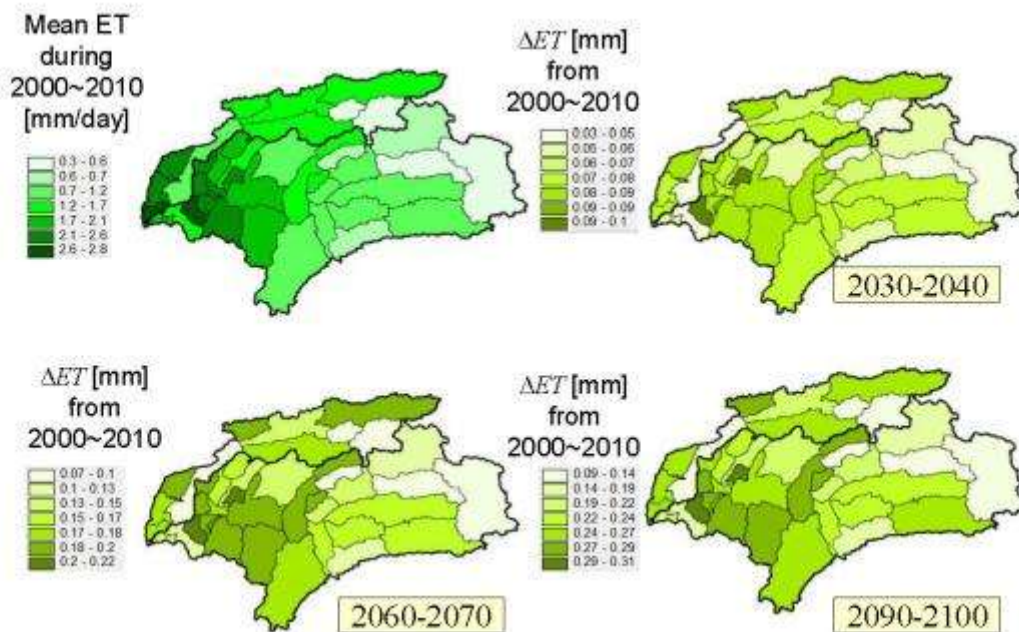 Mean ET
during
2000~2010
[mm/day]
0.3 - 0.6
0.6 - 0.7
0.7 - 1.2
1.2 - 1.7
1.7 - 2.1
2.1 - 2.6
2.6 - 2.8
ΔET [mm]
from
2000~2010
0.03 - 0.05
0.05 - 0.06
0.06 - 0.07
0.07 - 0.08
0.08 - 0.09
0.09 - 0.09
0.09 - 0.1
2030-2040
ΔET [mm]
from
2000~2010
0.07 - 0.1
0.1 - 0.13
0.13 - 0.15
0.15 - 0.17
0.17 - 0.18
0.18 - 0.2
0.2 - 0.22
2060-2070
ΔET [mm]
from
2000~2010
0.09 - 0.14
0.14 - 0.19
0.19 - 0.22
0.22 - 0.24
0.24 - 0.27
0.27 - 0.29
0.29 - 0.31
2090-2100